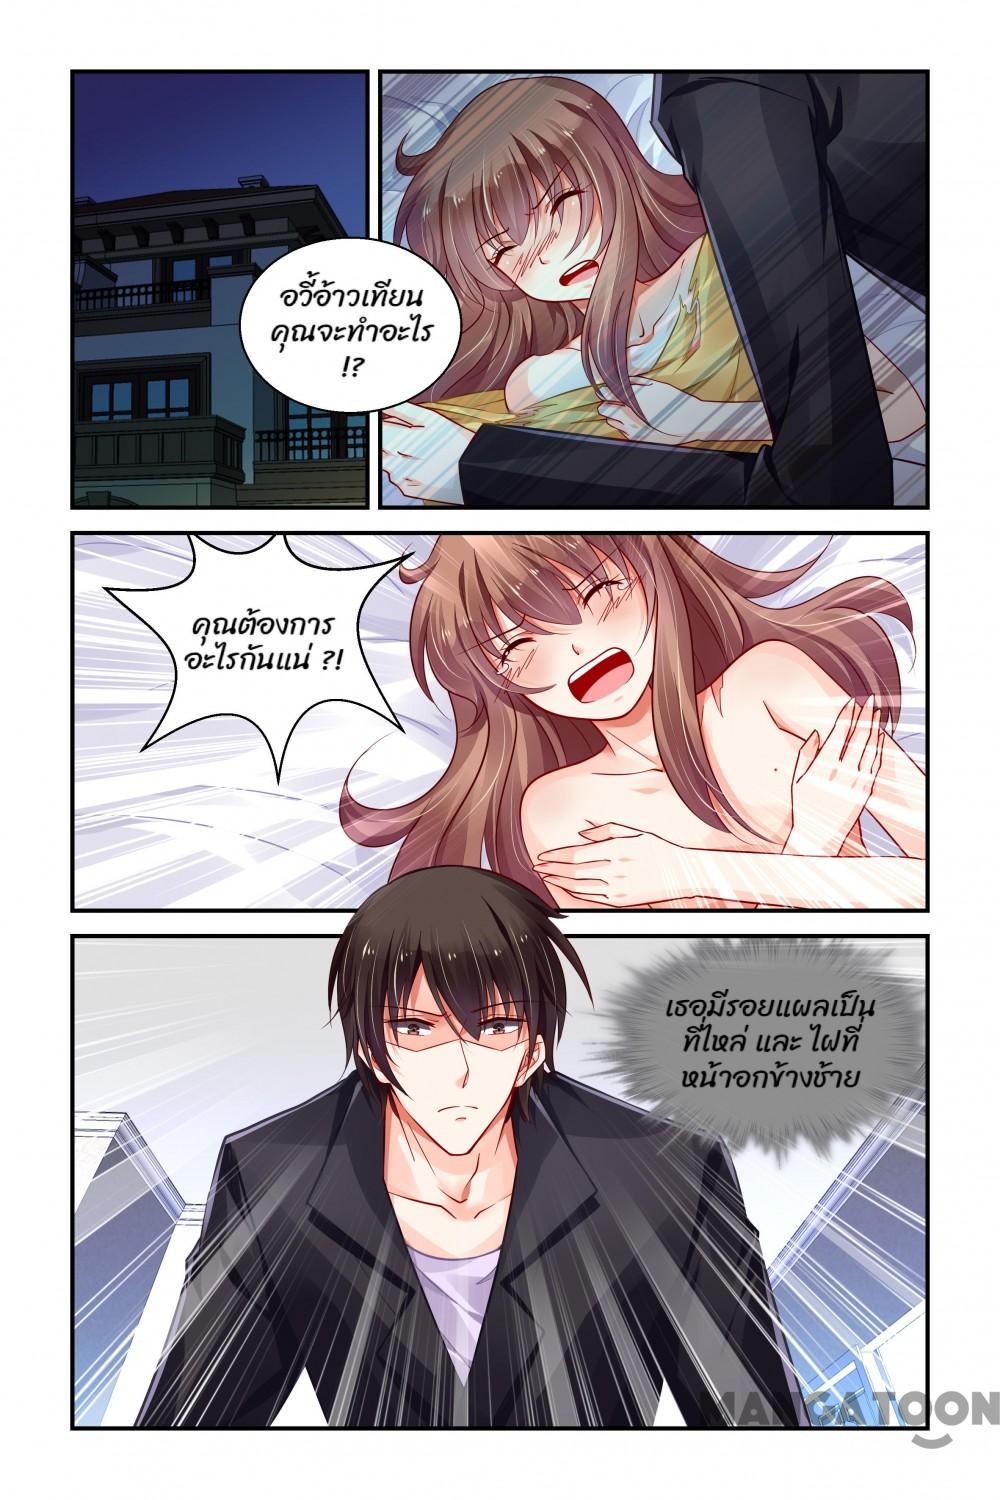 อวี้อ้าวเทียน
คุณจะทำอะไร
!?
คุณต้องการ
อะไรกันแน่ ?!
เธอมีรอยแผลเป็น
ที่ไหล่ และ ไฝที่
หน้าอกข้างซ้าย
MANGATOON